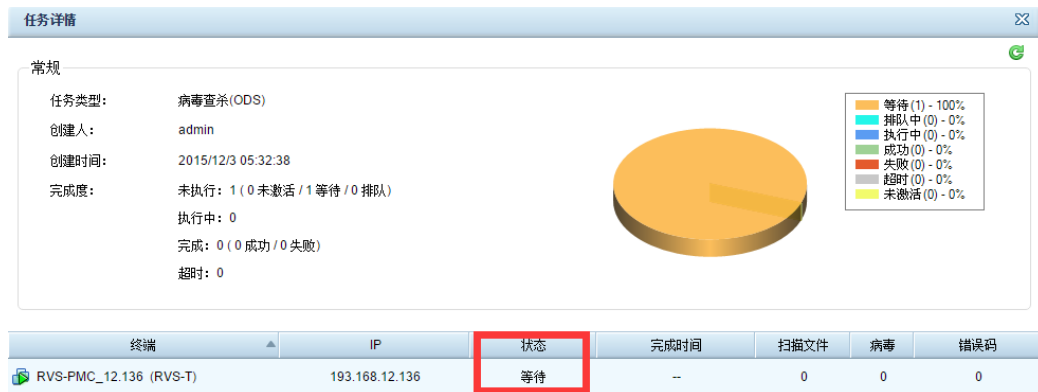 任务详情
常规
任务类型： 病毒查杀(ODS)
创建人： admin
创建时间： 2015/12/3 05:32:38
完成度： 未执行：1 ( 0 未激活 / 1 等待 / 0 排队 )
执行中：0
完成：0 ( 0 成功 / 0 失败 )
超时：0
等待(1) - 100%
排队中(0) - 0%
执行中(0) - 0%
成功(0) - 0%
失败(0) - 0%
超时(0) - 0%
未激活(0) - 0%
终端 IP 状态 完成时间 扫描文件 病毒 错误码
RVS-PMC_12.136 (RVS-T) 193.168.12.136 等待 -- 0 0 0